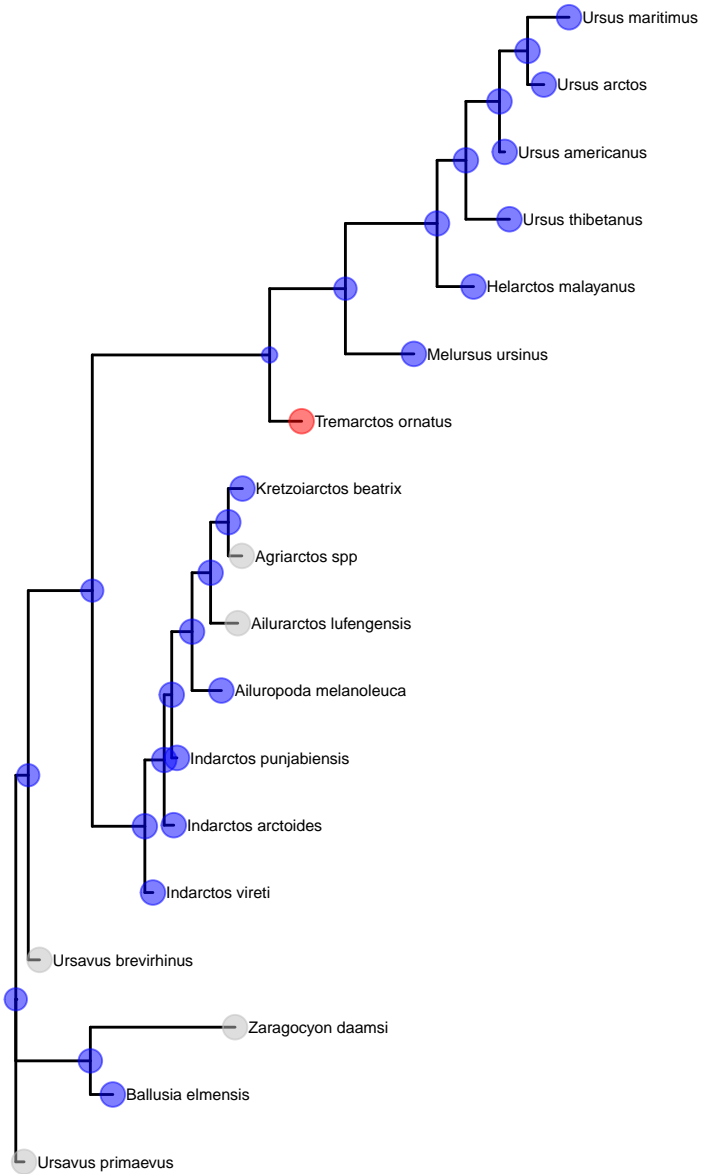 Ursus maritimus
Ursus arctos
Ursus americanus
Ursus thibetanus
Helarctos malayanus
Melursus ursinus
Tremarctos ornatus
Kretzoiarctos beatrix
Agriarctos spp
Ailurarctos lufengensis
Ailuropoda melanoleuca
Indarctos punjabiensis
Indarctos arctoides
Indarctos vireti
Ursavus brevirhinus
Zaragocyon daamsi
Ballusia elmensis
Ursavus primaevus